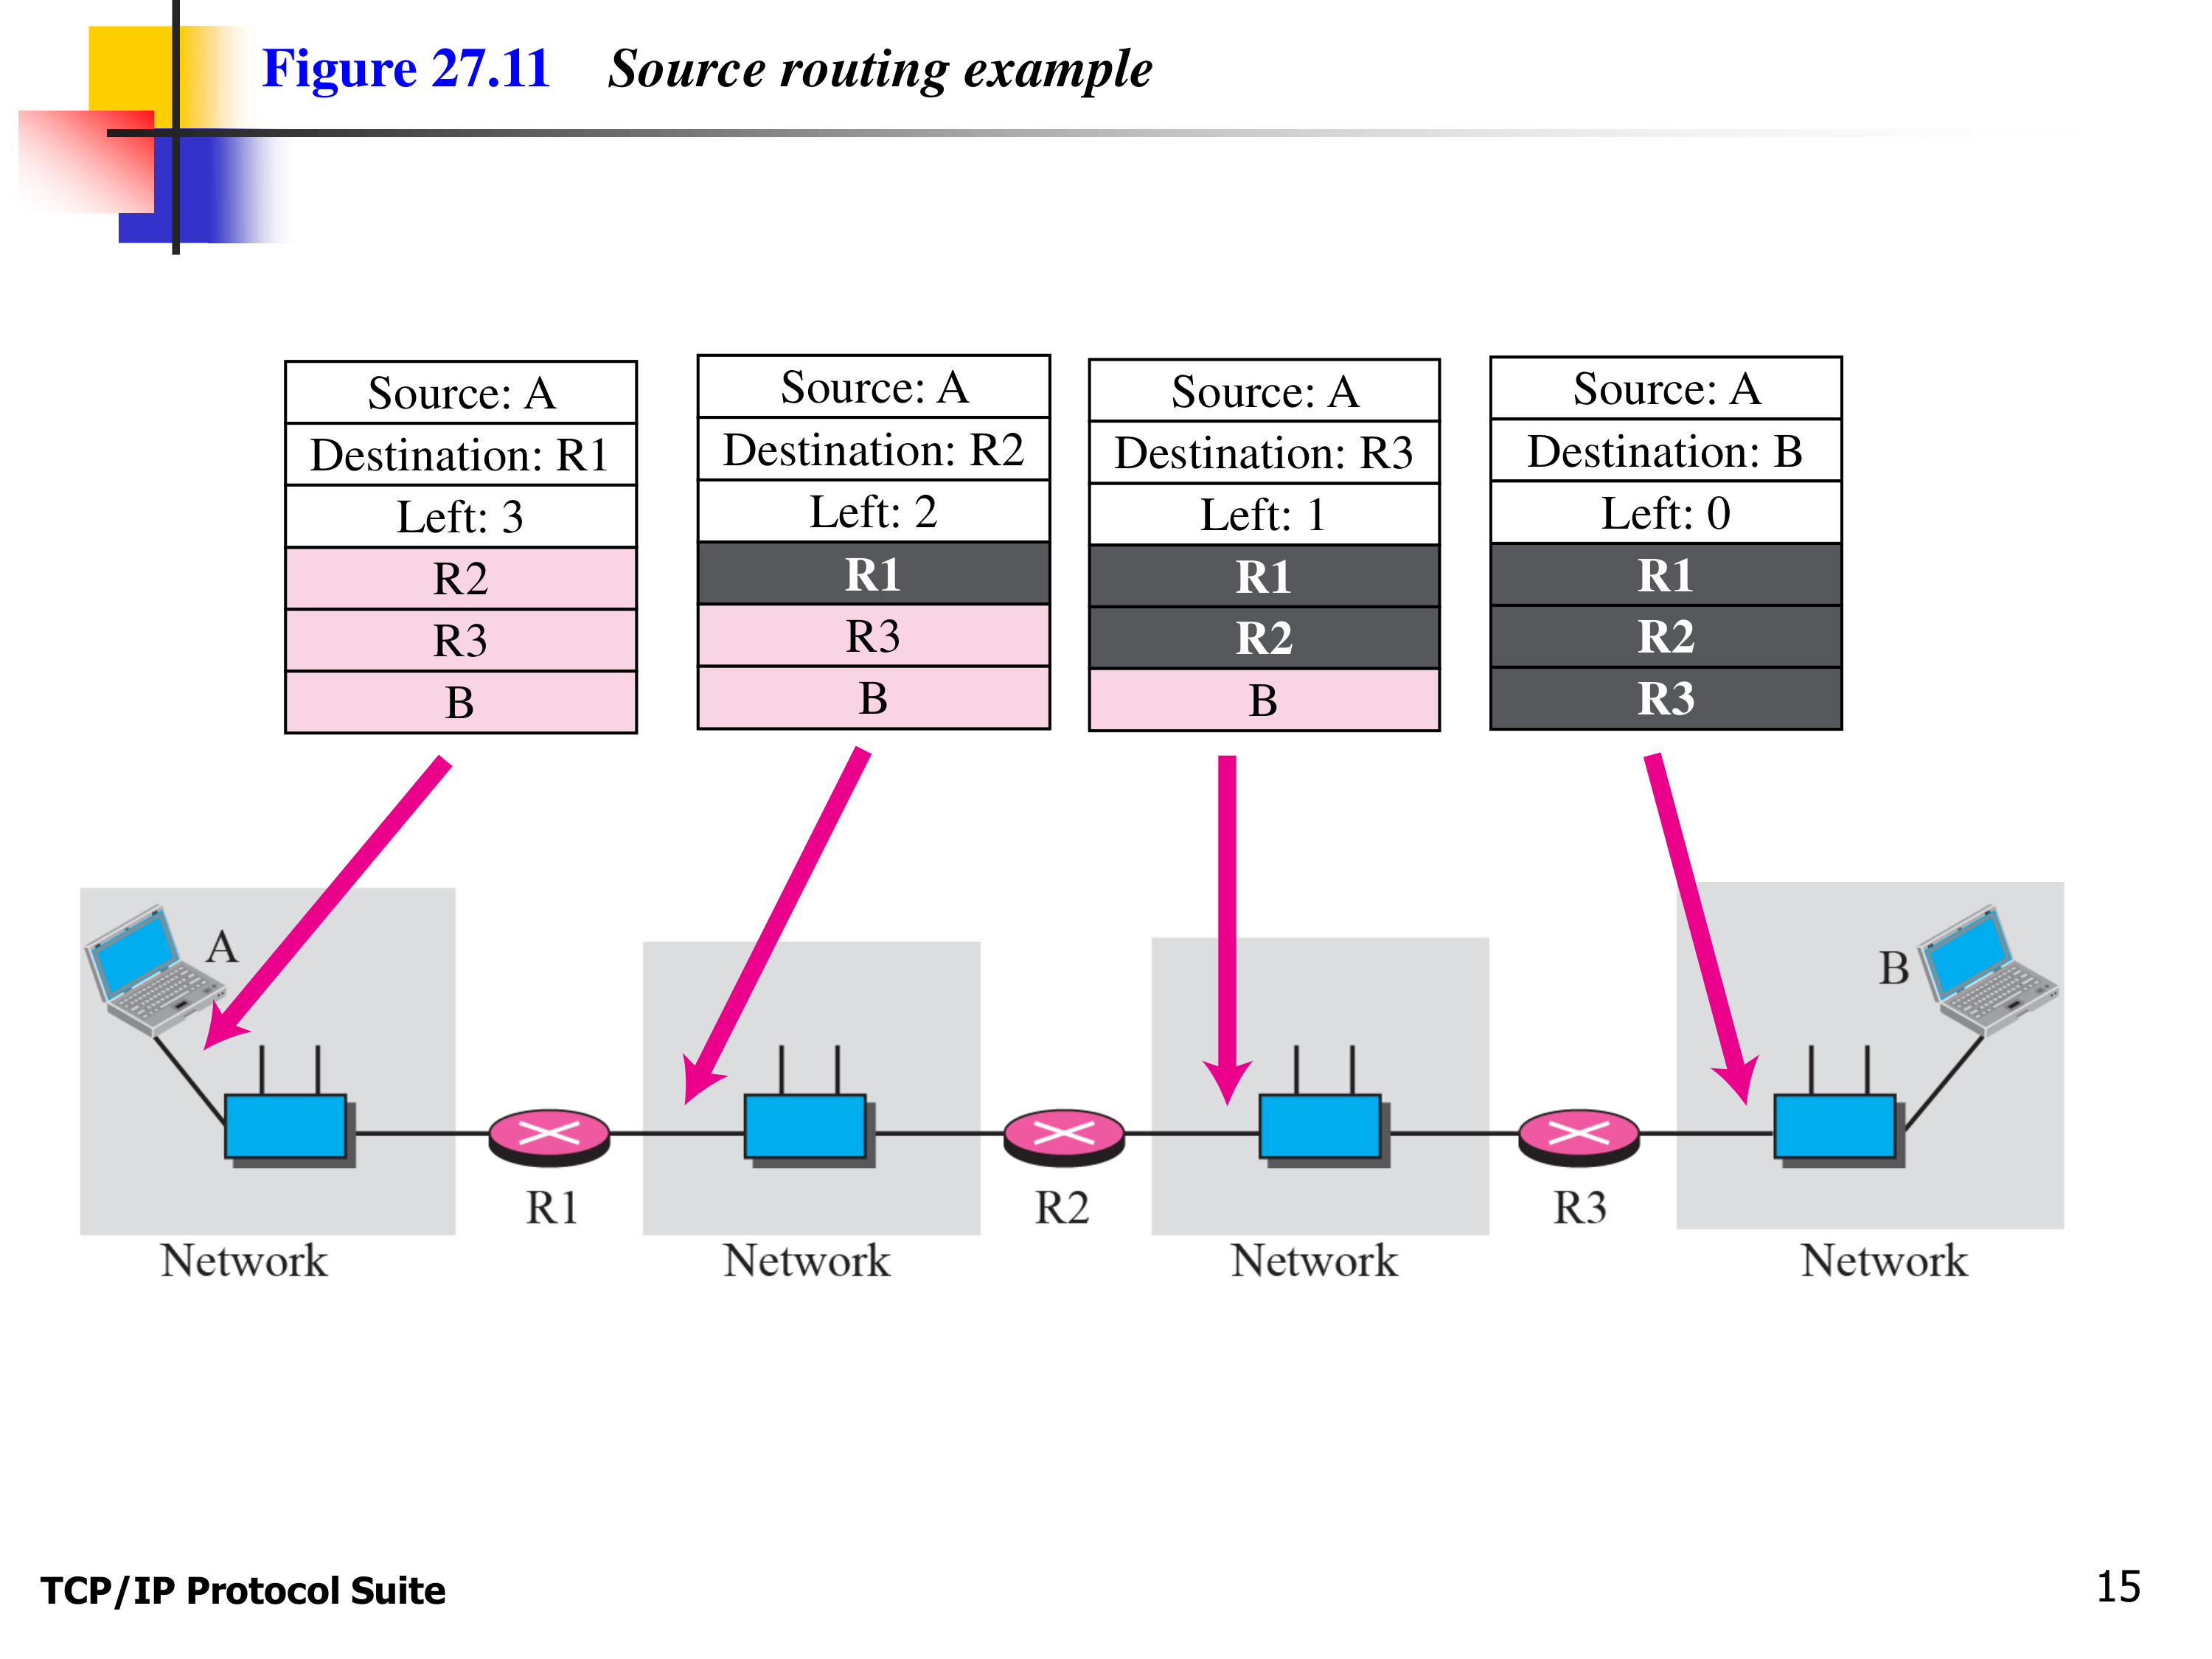 Figure 27.11 Source routing example
Source: A
Destination: R1
Left: 3
R2
R3
B
Source: A
Destination: R2
Left: 2
R1
R3
B
Source: A
Destination: R3
Left: 1
R1
R2
B
Source: A
Destination: B
Left: 0
R1
R2
R3
A
B
R1
R2
R3
Network
Network
Network
Network
TCP/IP Protocol Suite
15